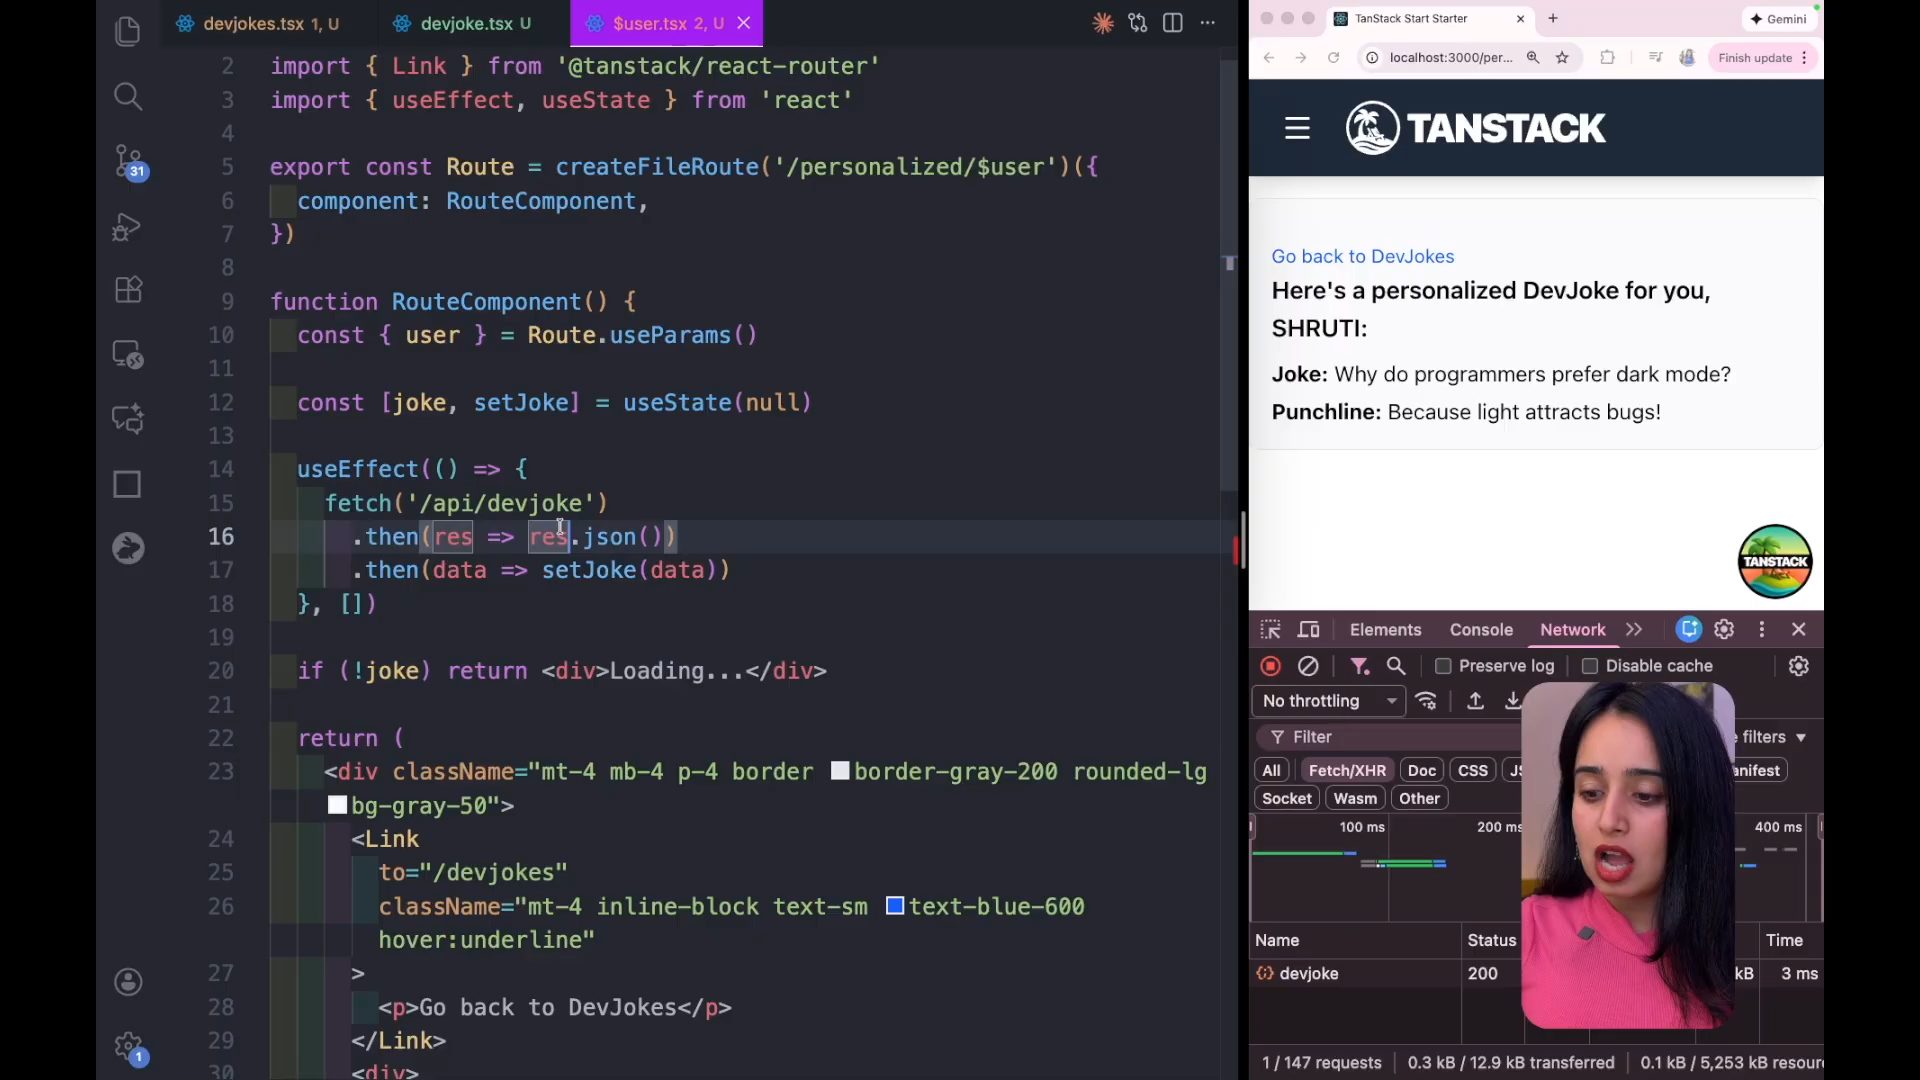 devjokes.tsx 1, U
devjoke.tsx U
$user.tsx 2, U
2 import { Link } from '@tanstack/react-router'
3 import { useEffect, useState } from 'react'
4
5 export const Route = createFileRoute('/personalized/$user')({
6 component: RouteComponent,
7 })
8
9 function RouteComponent() {
10 const { user } = Route.useParams()
11
12 const [joke, setJoke] = useState(null)
13
14 useEffect(() => {
15 fetch('/api/devjoke')
16 .then(res => res.json())
17 .then(data => setJoke(data))
18 }, [])
19
20 if (!joke) return <div>Loading...</div>
21
22 return (
23 <div className="mt-4 mb-4 p-4 border border-gray-200 rounded-lg
bg-gray-50">
24 <Link
25 to="/devjokes"
26 className="mt-4 inline-block text-sm text-blue-600
hover:underline"
27 >
28 <p>Go back to DevJokes</p>
29 </Link>
30 <div>
31
1
TanStack Start Starter
Gemini
localhost:3000/per...
Finish update
TANSTACK
Go back to DevJokes
Here's a personalized DevJoke for you,
SHRUTI:
Joke: Why do programmers prefer dark mode?
Punchline: Because light attracts bugs!
TANSTACK
Elements Console Network
Preserve log Disable cache
No throttling
Filter
filters
All Fetch/XHR Doc CSS
Socket Wasm Other
100 ms 400 ms
Name Status Time
devjoke 200 kB 3 ms
1 / 147 requests 0.3 kB / 12.9 kB transferred 0.1 kB / 5,253 kB